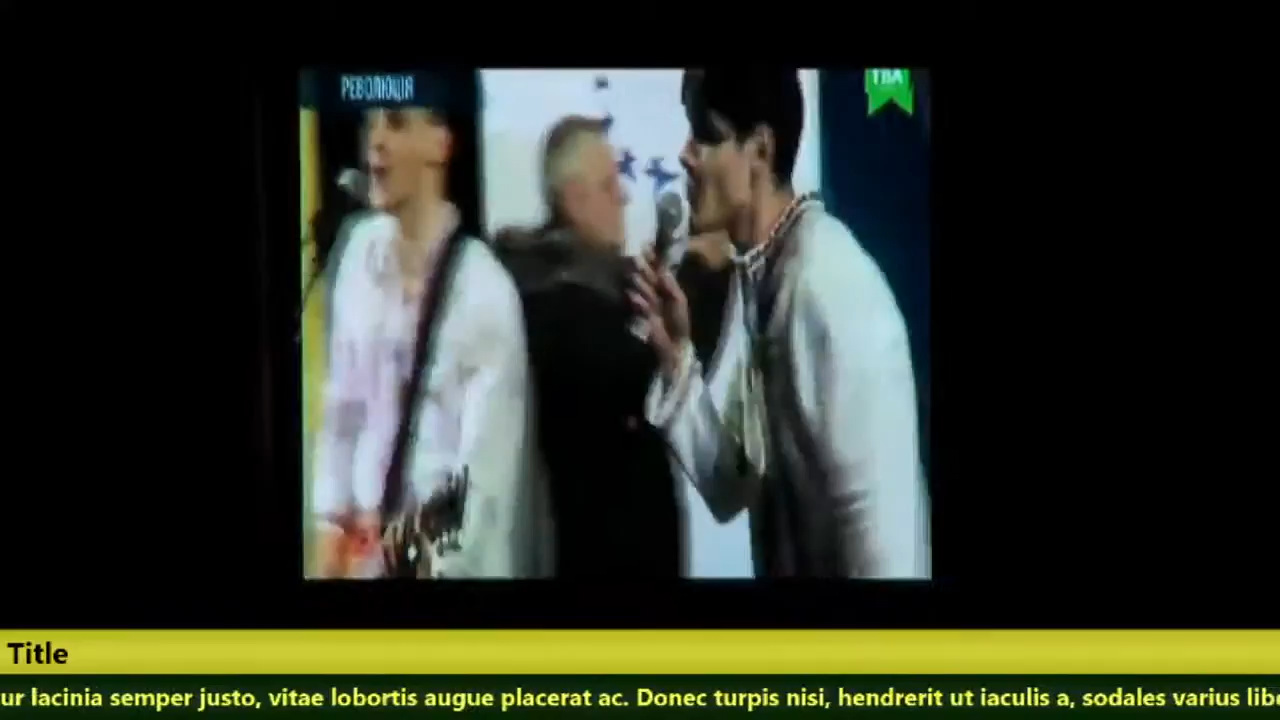 РЕВОЛЮЦІЯ
ТВА
Title
ur lacinia semper justo, vitae lobortis augue placerat ac. Donec turpis nisi, hendrerit ut iaculis a, sodales varius libe